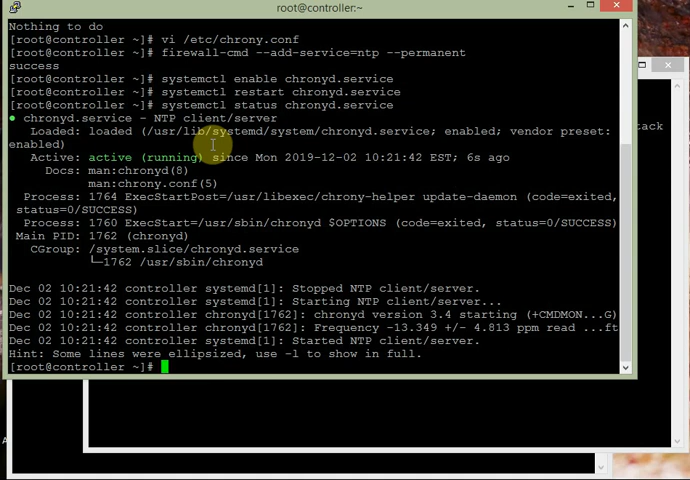 root@controller:~
Nothing to do
[root@controller ~]# vi /etc/chrony.conf
[root@controller ~]# firewall-cmd --add-service=ntp --permanent
success
[root@controller ~]# systemctl enable chronyd.service
[root@controller ~]# systemctl restart chronyd.service
[root@controller ~]# systemctl status chronyd.service
● chronyd.service - NTP client/server
Loaded: loaded (/usr/lib/systemd/system/chronyd.service; enabled; vendor preset:
enabled)
Active: active (running) since Mon 2019-12-02 10:21:42 EST; 6s ago
Docs: man:chronyd(8)
man:chrony.conf(5)
Process: 1764 ExecStartPost=/usr/libexec/chrony-helper update-daemon (code=exited,
status=0/SUCCESS)
Process: 1760 ExecStart=/usr/sbin/chronyd $OPTIONS (code=exited, status=0/SUCCESS)
Main PID: 1762 (chronyd)
CGroup: /system.slice/chronyd.service
└─1762 /usr/sbin/chronyd
Dec 02 10:21:42 controller systemd[1]: Stopped NTP client/server.
Dec 02 10:21:42 controller systemd[1]: Starting NTP client/server...
Dec 02 10:21:42 controller chronyd[1762]: chronyd version 3.4 starting (+CMDMON...G)
Dec 02 10:21:42 controller chronyd[1762]: Frequency -13.349 +/- 4.813 ppm read ...ft
Dec 02 10:21:42 controller systemd[1]: Started NTP client/server.
Hint: Some lines were ellipsized, use -l to show in full.
[root@controller ~]#
tack
A